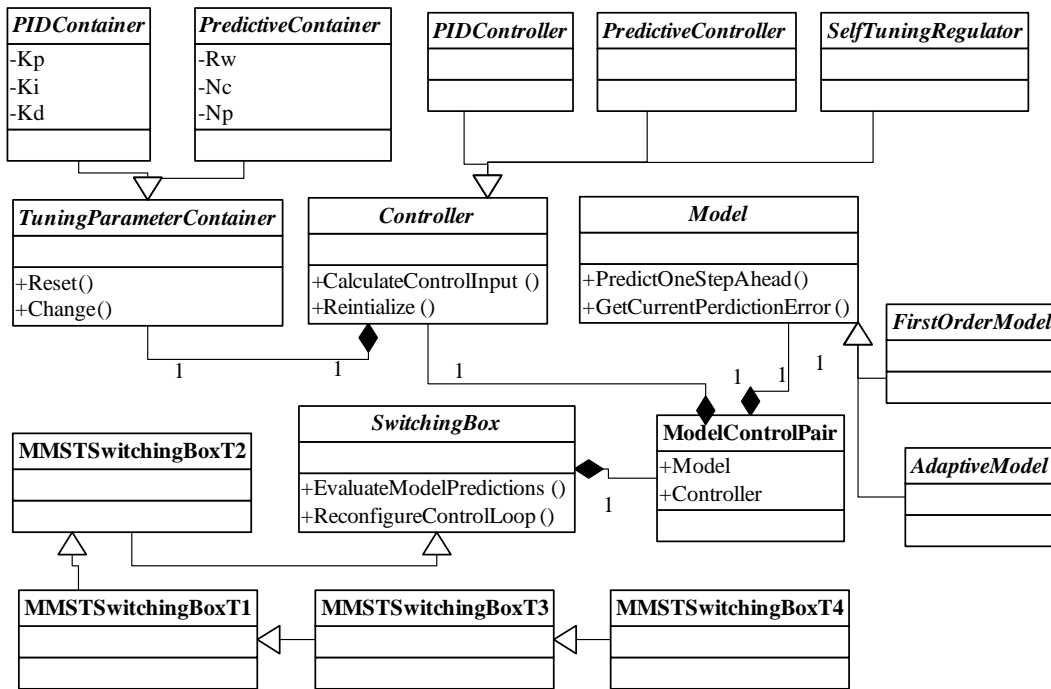 PIDContainer
-Kp
-Ki
-Kd
PredictiveContainer
-Rw
-Nc
-Np
PIDController
PredictiveController
SelfTuningRegulator
TuningParameterContainer
+Reset()
+Change()
Controller
+CalculateControlInput ()
+Reintialize ()
Model
+PredictOneStepAhead()
+GetCurrentPerdictionError()
FirstOrderModel
1
1
1
1
1
1
SwitchingBox
+EvaluateModelPredictions ()
+ReconfigureControlLoop()
ModelControlPair
+Model
+Controller
1
AdaptiveModel
MMSTSwitchingBoxT2
MMSTSwitchingBoxT1
MMSTSwitchingBoxT3
MMSTSwitchingBoxT4